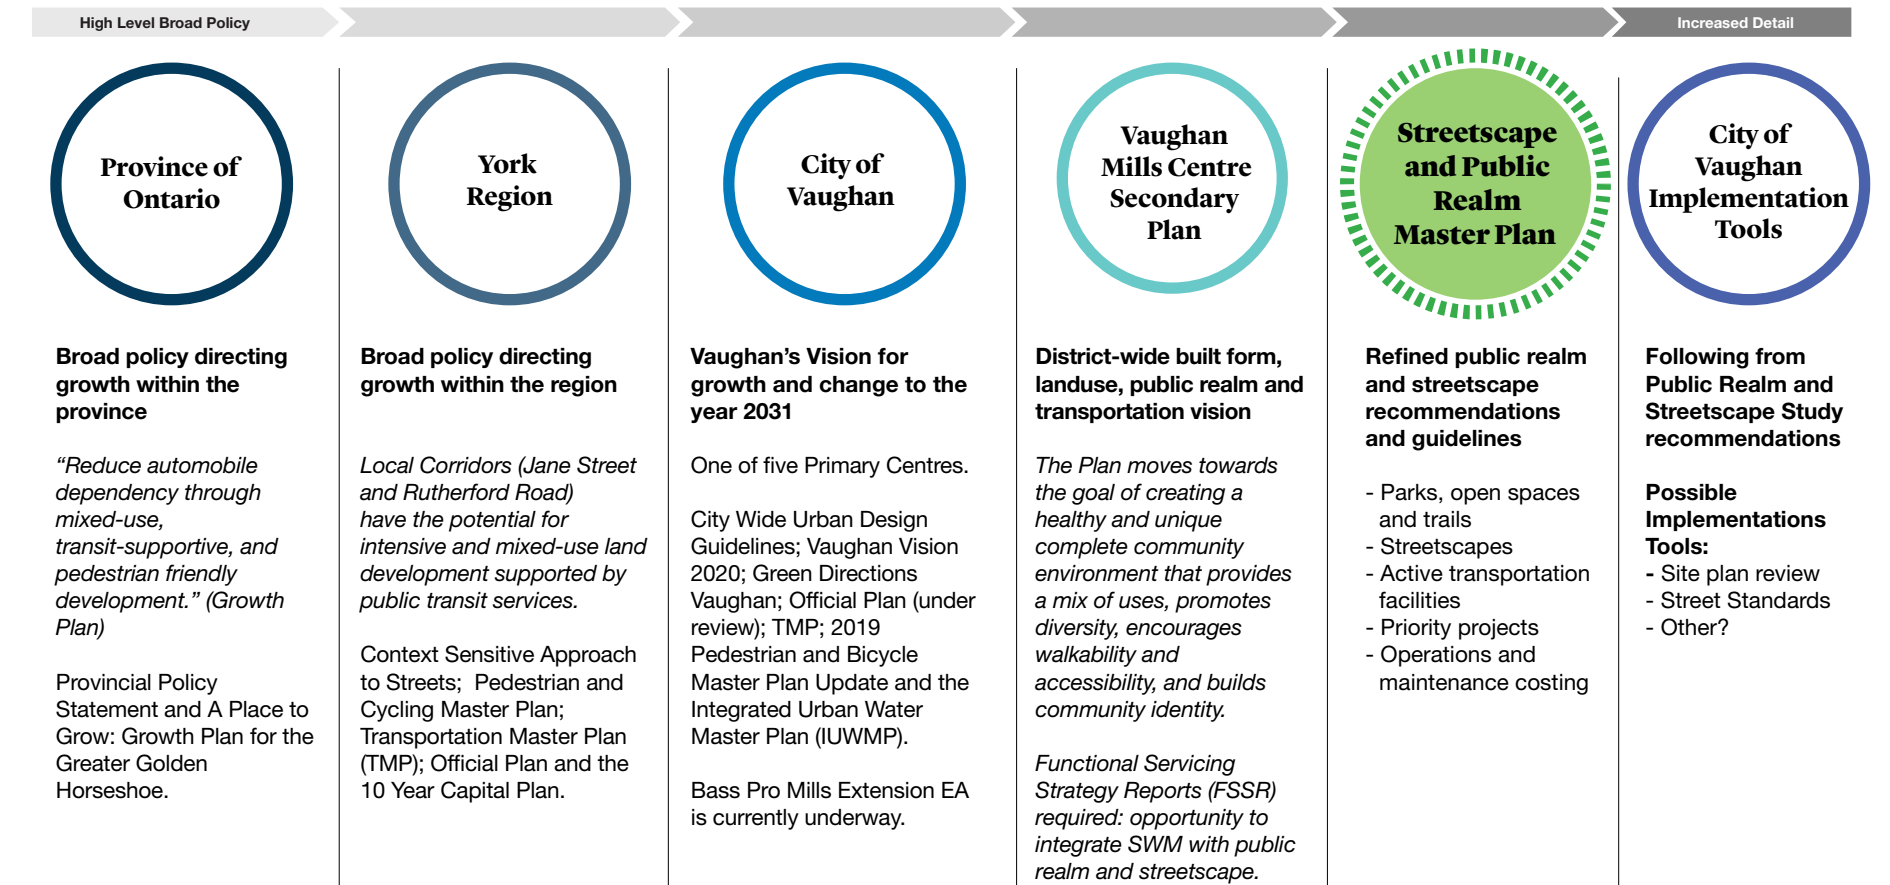 High Level Broad Policy
Increased Detail
Province of
Ontario
Broad policy directing
growth within the
province
“Reduce automobile
dependency through
mixed-use,
transit-supportive, and
pedestrian friendly
development.” (Growth
Plan)
Provincial Policy
Statement and A Place to
Grow: Growth Plan for the
Greater Golden
Horseshoe.
York
Region
Broad policy directing
growth within the region
Local Corridors (Jane Street
and Rutherford Road)
have the potential for
intensive and mixed-use land
development supported by
public transit services.
Context Sensitive Approach
to Streets;  Pedestrian and
Cycling Master Plan;
Transportation Master Plan
(TMP); Official Plan and the
10 Year Capital Plan.
City of
Vaughan
Vaughan’s Vision for
growth and change to the
year 2031
One of five Primary Centres.
City Wide Urban Design
Guidelines; Vaughan Vision
2020; Green Directions
Vaughan; Official Plan (under
review); TMP; 2019
Pedestrian and Bicycle
Master Plan Update and the
Integrated Urban Water
Master Plan (IUWMP).
Bass Pro Mills Extension EA
is currently underway.
Vaughan
Mills Centre
Secondary
Plan
District-wide built form,
landuse, public realm and
transportation vision
The Plan moves towards
the goal of creating a
healthy and unique
complete community
environment that provides
a mix of uses, promotes
diversity, encourages
walkability and
accessibility, and builds
community identity.
Functional Servicing
Strategy Reports (FSSR)
required: opportunity to
integrate SWM with public
realm and streetscape.
Streetscape
and Public
Realm
Master Plan
Refined public realm
and streetscape
recommendations
and guidelines
- Parks, open spaces
and trails
- Streetscapes
- Active transportation
facilities
- Priority projects
- Operations and
maintenance costing
City of
Vaughan
Implementation
Tools
Following from
Public Realm and
Streetscape Study
recommendations
Possible
Implementations
Tools:
- Site plan review
- Street Standards
- Other?